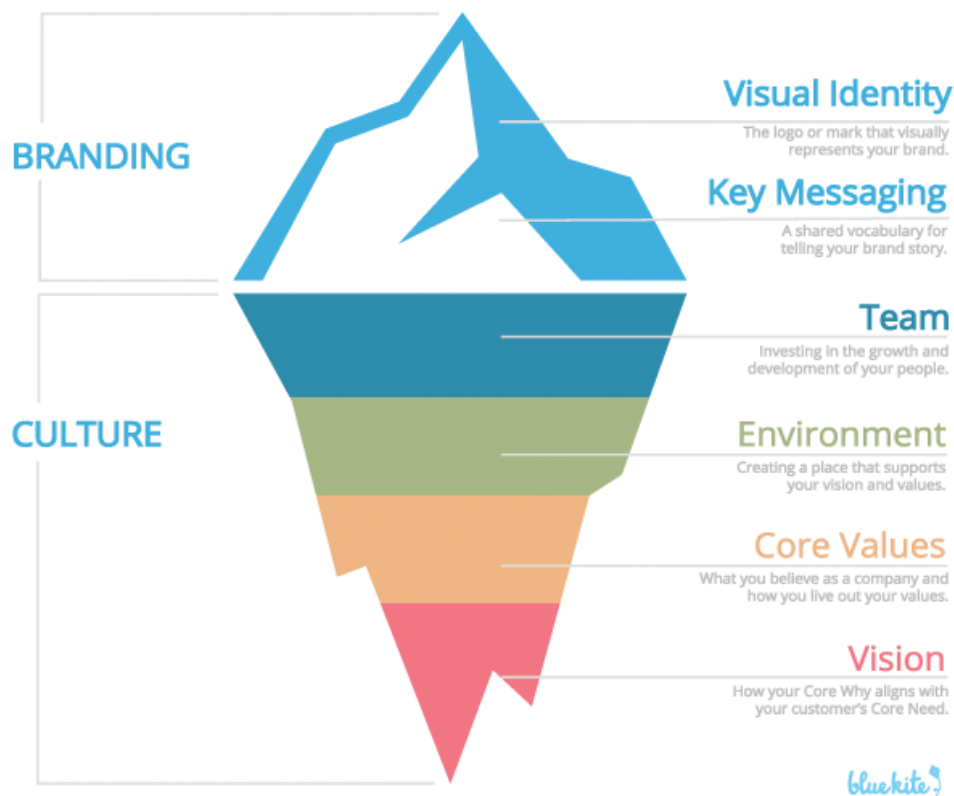 BRANDING
Visual Identity
The logo or mark that visually
represents your brand.
Key Messaging
A shared vocabulary for
telling your brand story.
CULTURE
Team
Investing in the growth and
development of your people.
Environment
Creating a place that supports
your vision and values.
Core Values
What you believe as a company and
how you live out your values.
Vision
How your Core Why aligns with
your customer's Core Need.
bluekite